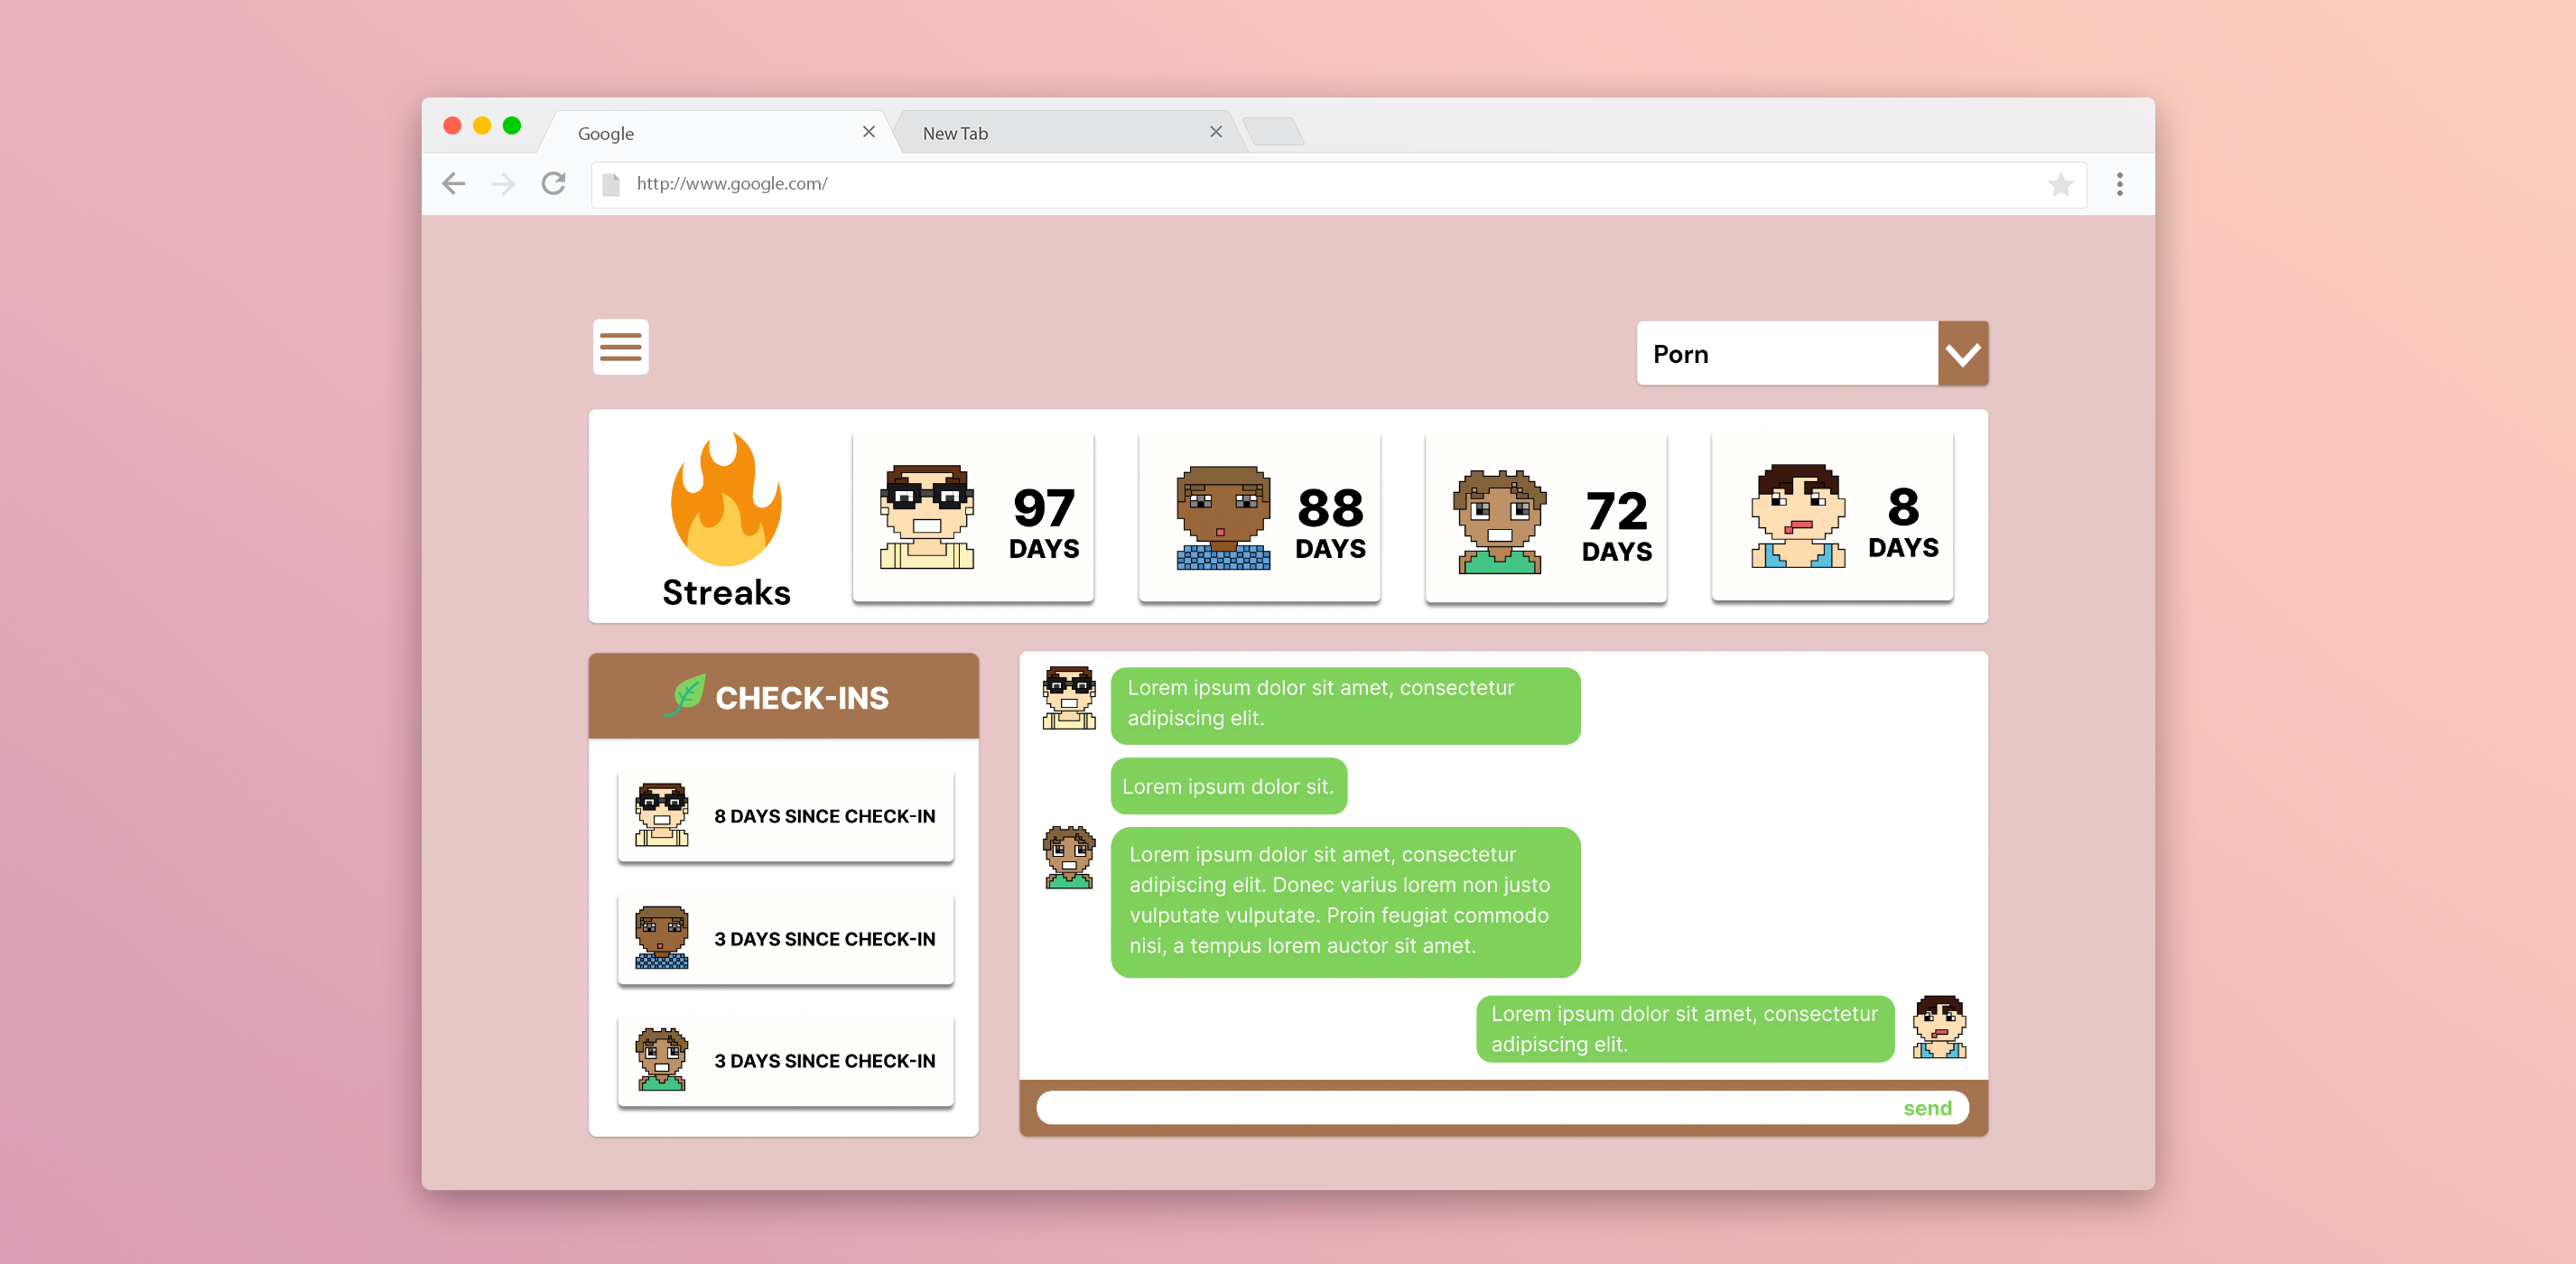 Google
New Tab
http://www.google.com/
Porn
Streaks
97
DAYS
88
DAYS
72
DAYS
8
DAYS
CHECK-INS
8 DAYS SINCE CHECK-IN
3 DAYS SINCE CHECK-IN
3 DAYS SINCE CHECK-IN
Lorem ipsum dolor sit amet, consectetur
adipiscing elit.
Lorem ipsum dolor sit.
Lorem ipsum dolor sit amet, consectetur
adipiscing elit. Donec varius lorem non justo
vulputate vulputate. Proin feugiat commodo
nisi, a tempus lorem auctor sit amet.
Lorem ipsum dolor sit amet, consectetur
adipiscing elit.
send